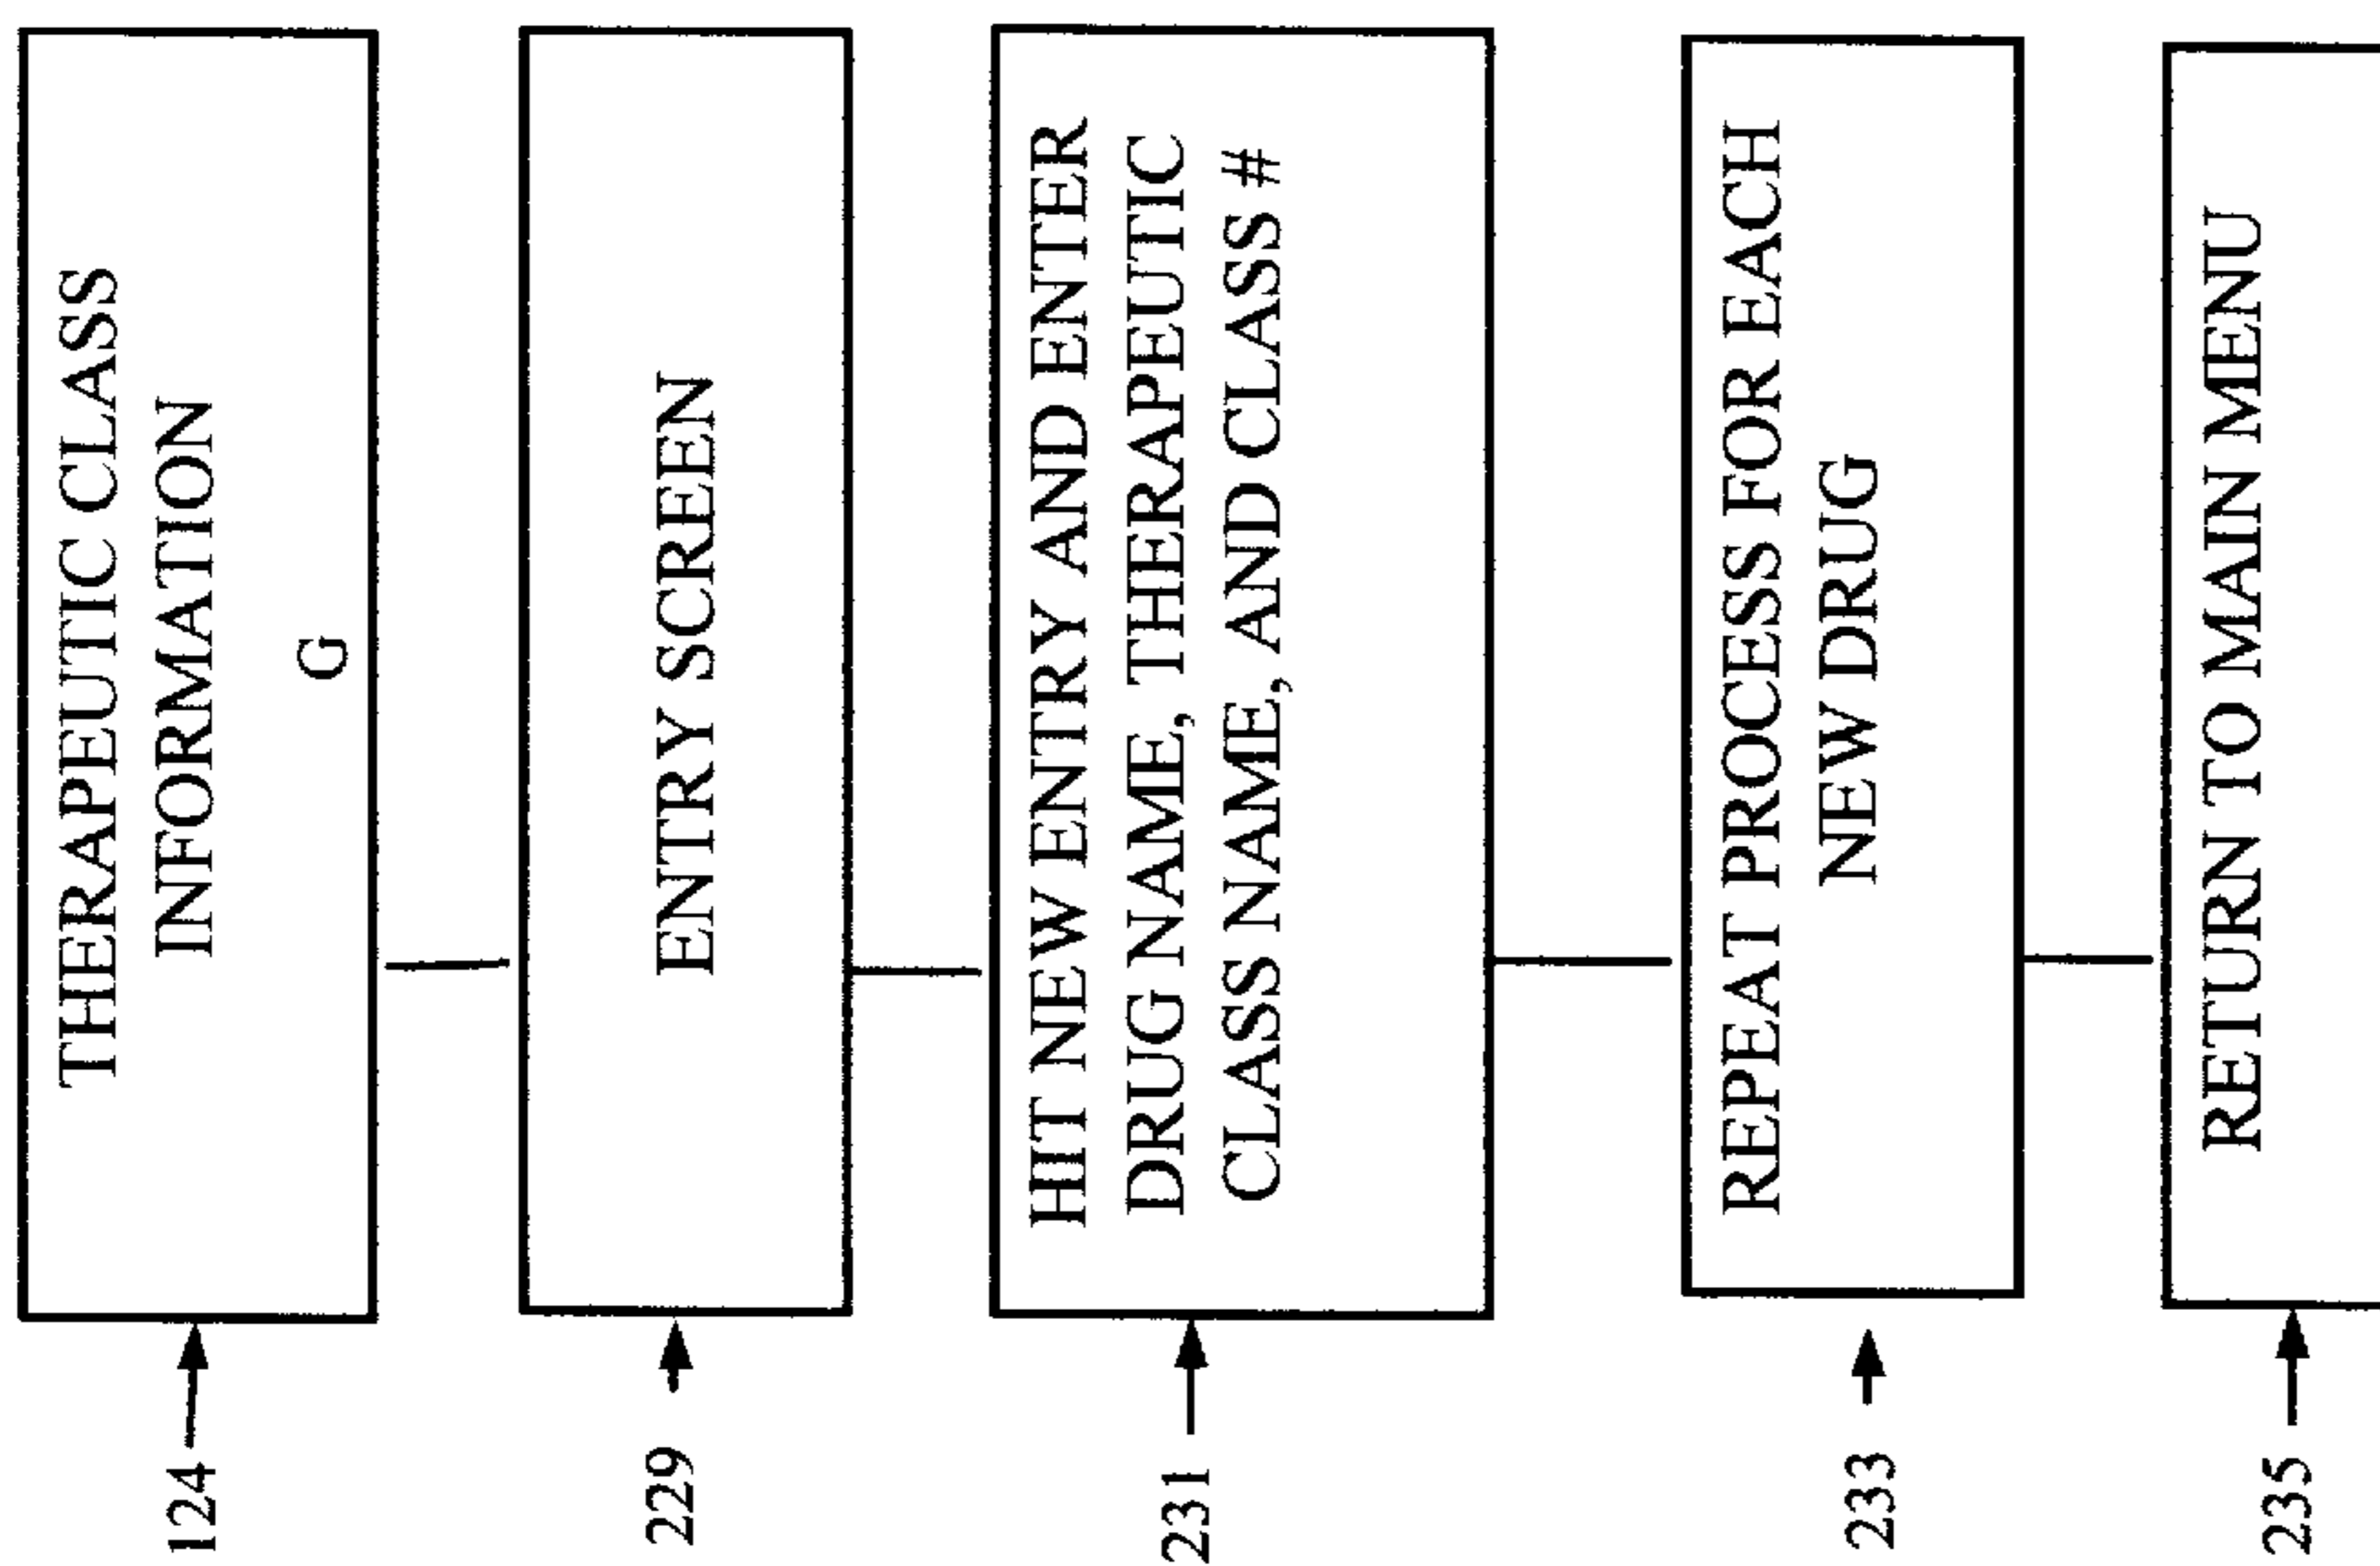 THERAPEUTIC CLASS
INFORMATION
G
124
ENTRY SCREEN
229
HIT NEW ENTRY AND ENTER
DRUG NAME, THERAPEUTIC
CLASS NAME, AND CLASS #
231
REPEAT PROCESS FOR EACH
NEW DRUG
233
RETURN TO MAIN MENU
235